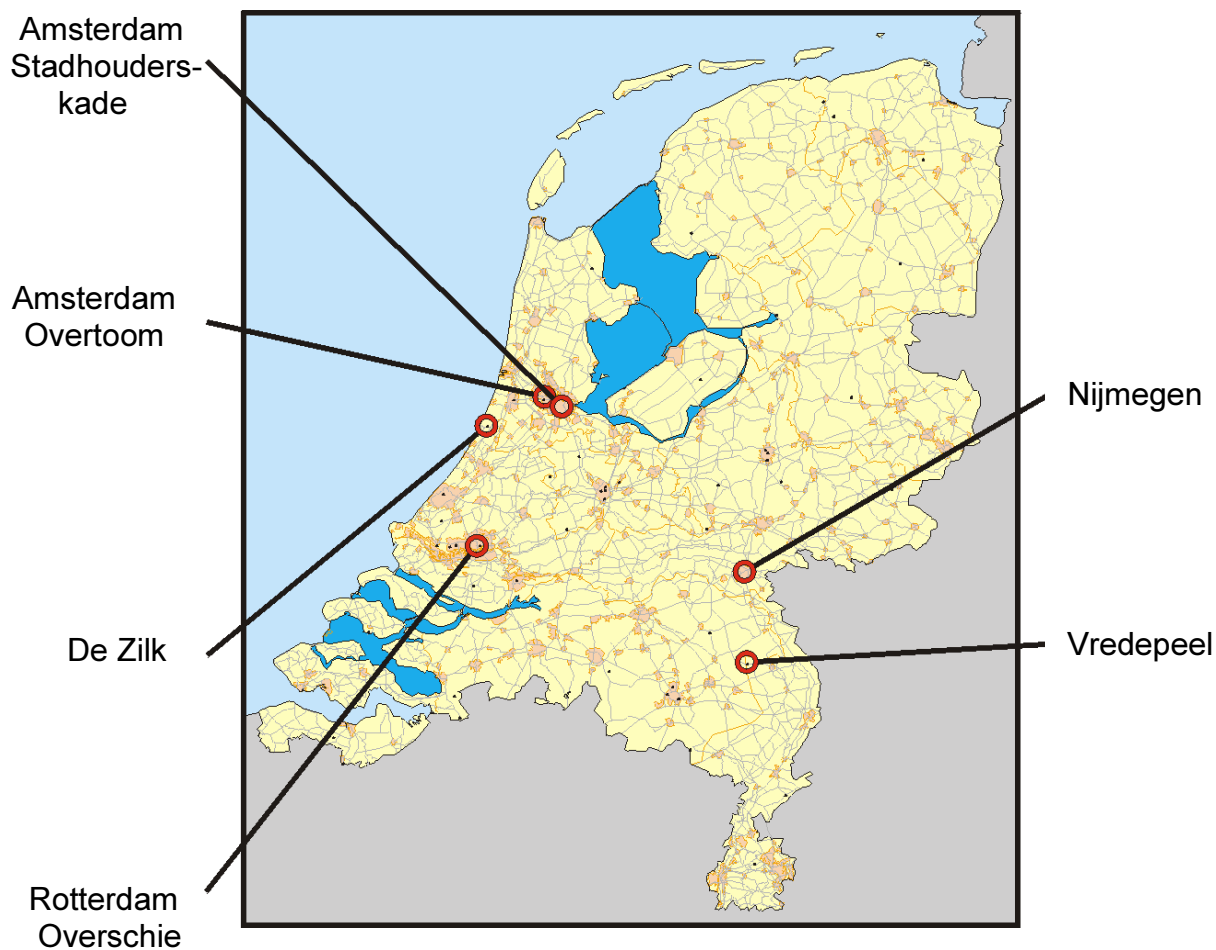 Amsterdam
Stadhouders-
kade
Amsterdam
Overtoom
Nijmegen
De Zilk
Vredepeel
Rotterdam
Overschie